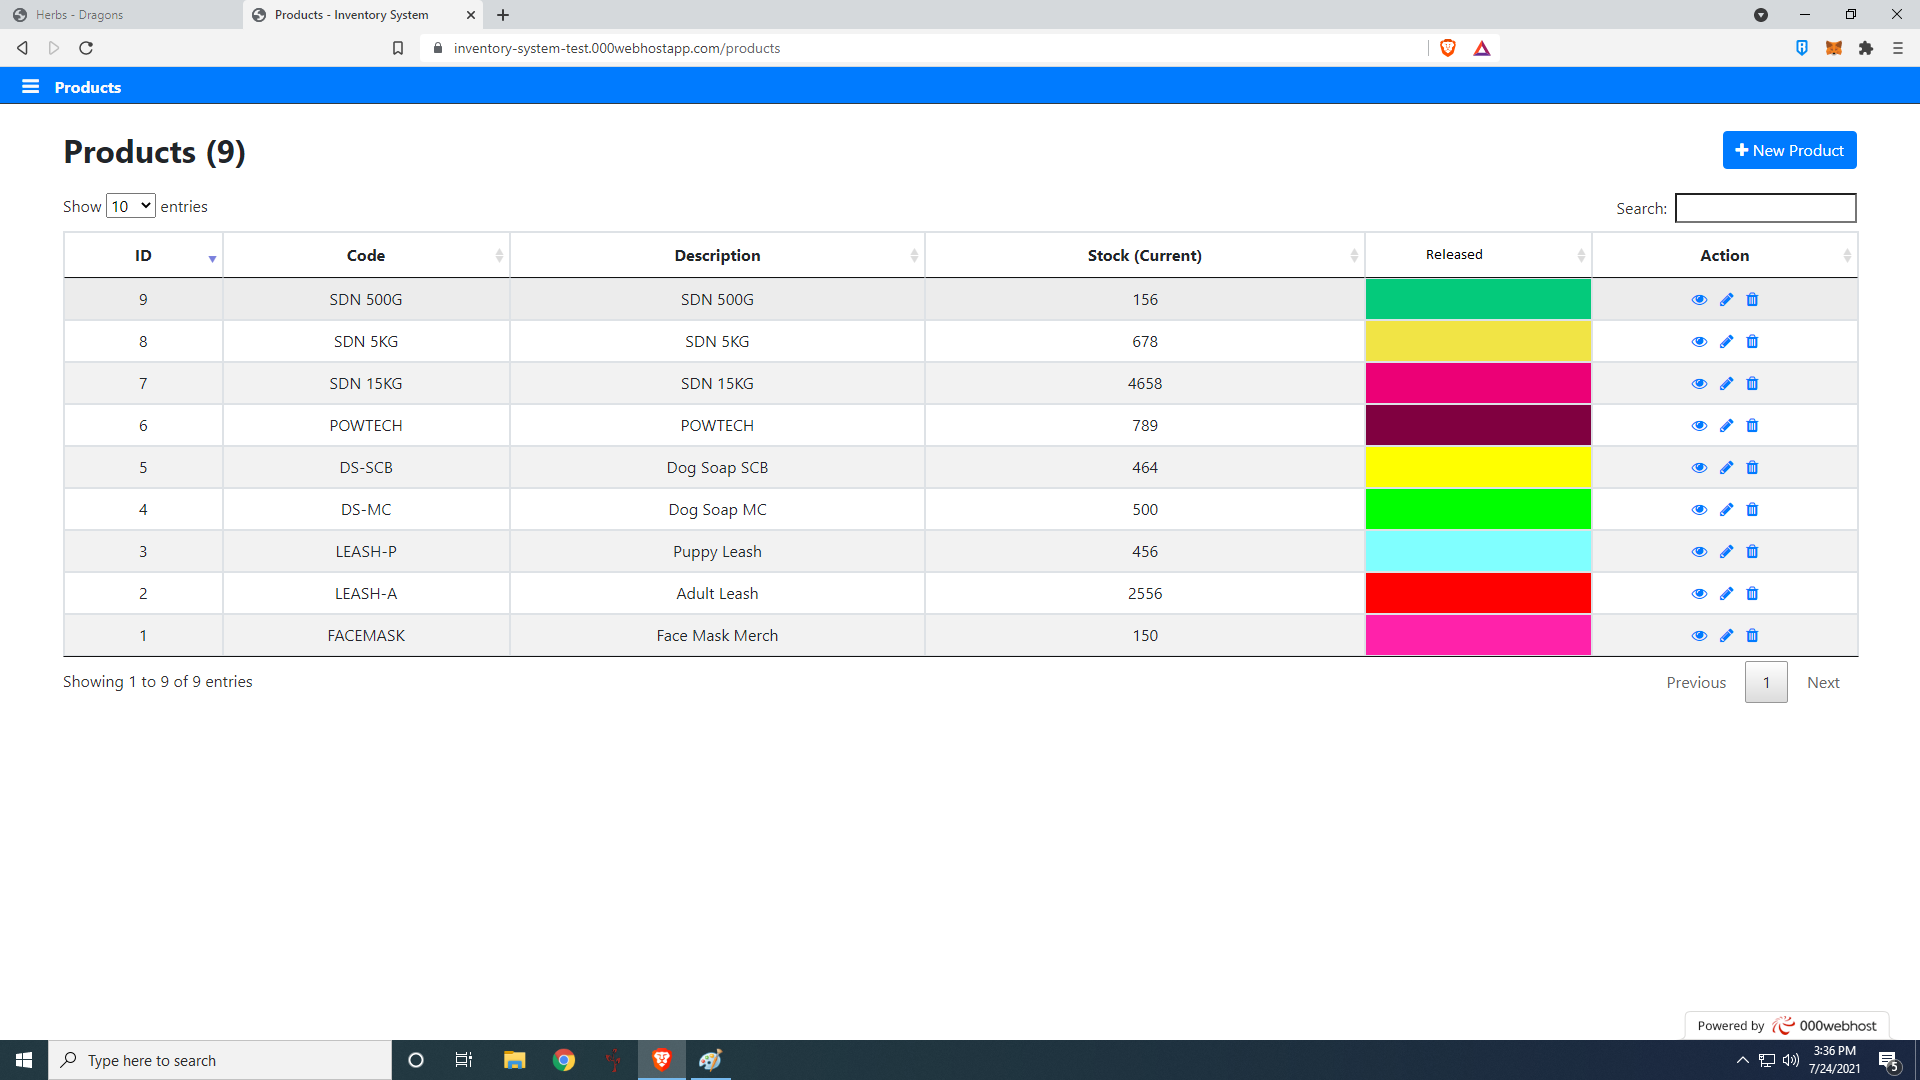 Herbs - Dragons
Products - Inventory System
inventory-system-test.000webhostapp.com/products
Products
Products (9)
New Product
Show 10 entries
Search:
ID Code Description Stock (Current) Released Action
9 SDN 500G SDN 500G 156
8 SDN 5KG SDN 5KG 678
7 SDN 15KG SDN 15KG 4658
6 POWTECH POWTECH 789
5 DS-SCB Dog Soap SCB 464
4 DS-MC Dog Soap MC 500
3 LEASH-P Puppy Leash 456
2 LEASH-A Adult Leash 2556
1 FACEMASK Face Mask Merch 150
Showing 1 to 9 of 9 entries
Previous 1 Next
Powered by 000webhost
Type here to search
3:36 PM
7/24/2021
5